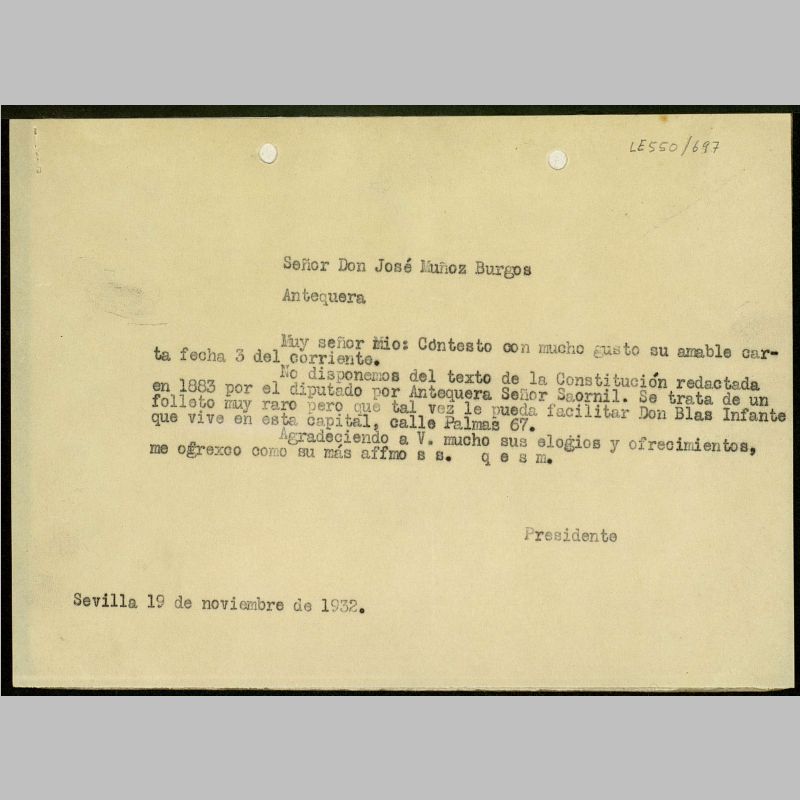 LE550/697
Señor Don José Muñoz Burgos
Antequera
Muy señor mio: Contesto con mucho gusto su amable car-
ta fecha 3 del corriente.
No disponemos del texto de la Constitución redactada
en 1883 por el diputado por Antequera Señor Saornil. Se trata de un
folleto muy raro pero que tal vez le pueda facilitar Don Blas Infante
que vive en esta capital, calle Palmas 67.
Agradeciendo a V. mucho sus elogios y ofrecimientos,
me ogrexco como su más affmo s s. q e s m.
Presidente
Sevilla 19 de noviembre de 1932.